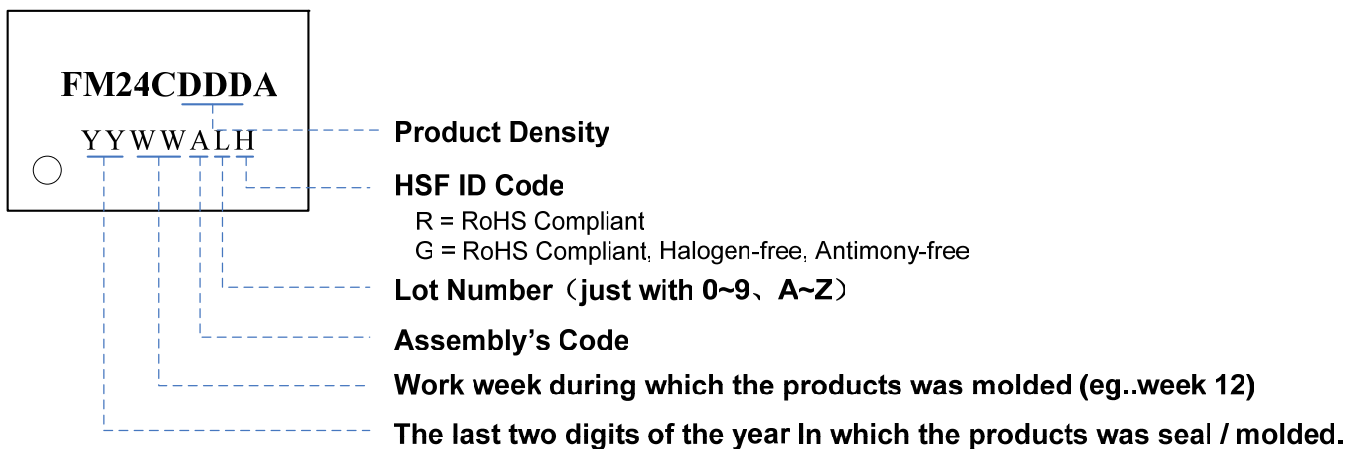 FM24CDDDA
YYWWALH
Product Density
HSF ID Code
R = RoHS Compliant
G = RoHS Compliant, Halogen-free, Antimony-free
Lot Number（just with 0~9、A~Z）
Assembly's Code
Work week during which the products was molded (eg..week 12)
The last two digits of the year In which the products was seal / molded.